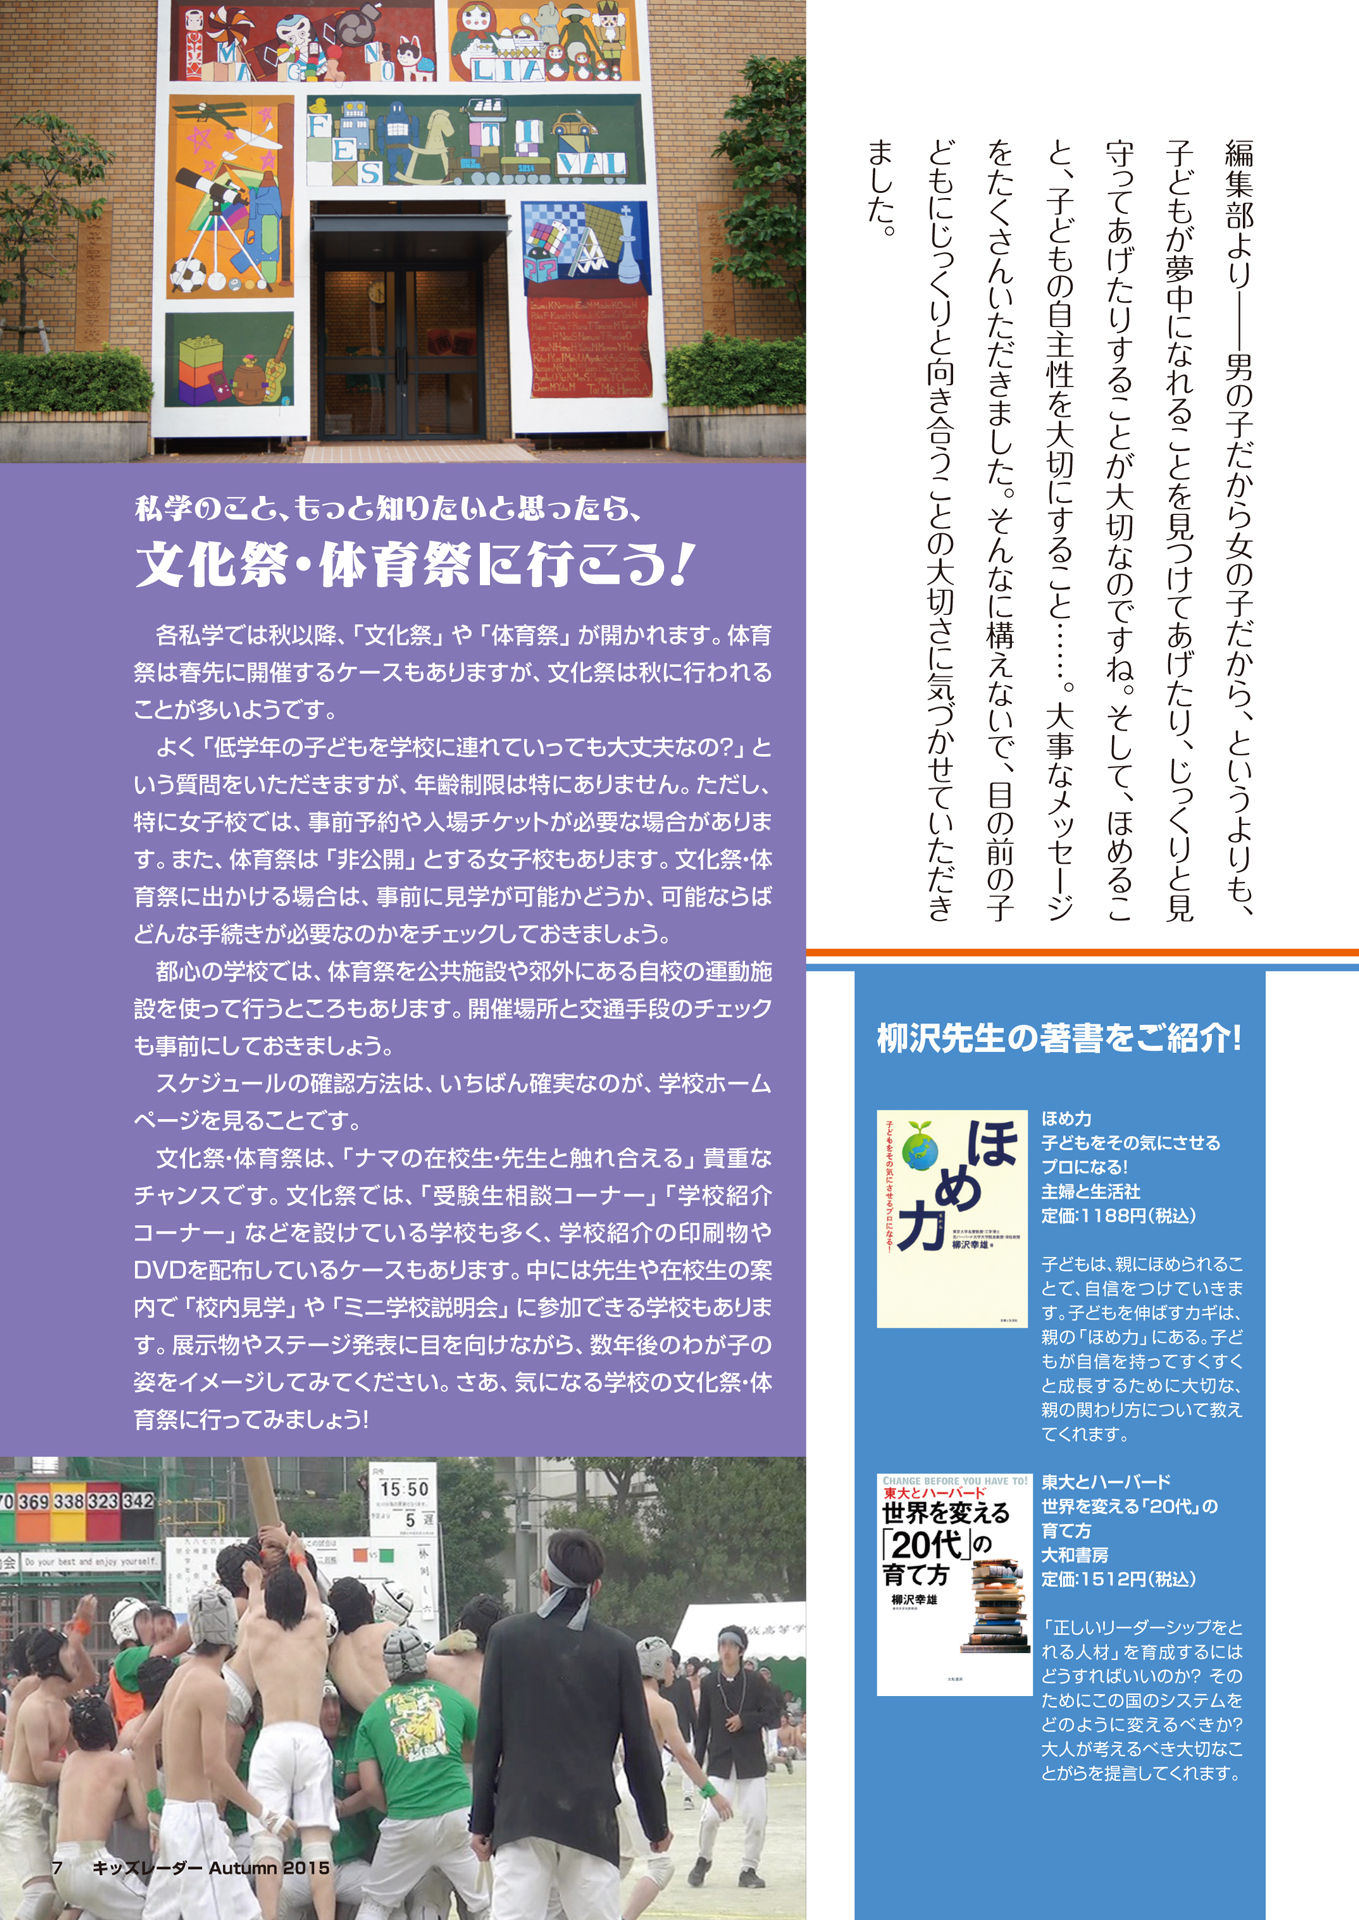 MAG NO
LIA
FES
TI
VAL
編集部より――男の子だから女の子だから、というよりも、
子どもが夢中になれることを見つけてあげたり、じっくりと見
守ってあげたりすることが大切なのですね。そして、ほめるこ
と、子どもの自主性を大切にすること……。大事なメッセージ
をたくさんいただきました。そんなに構えないで、目の前の子
どもにじっくりと向き合うことの大切さに気づかせていただき
ました。
私学のこと、もっと知りたいと思ったら、
文化祭・体育祭に行こう!
各私学では秋以降、「文化祭」や「体育祭」が開かれます。体育
祭は春先に開催するケースもありますが、文化祭は秋に行われる
ことが多いようです。
よく「低学年の子どもを学校に連れていっても大丈夫なの?」と
いう質問をいただきますが、年齢制限は特にありません。ただし、
特に女子校では、事前予約や入場チケットが必要な場合がありま
す。また、体育祭は「非公開」とする女子校もあります。文化祭・体
育祭に出かける場合は、事前に見学が可能かどうか、可能ならば
どんな手続きが必要なのかをチェックしておきましょう。
都心の学校では、体育祭を公共施設や郊外にある自校の運動施
設を使って行うところもあります。開催場所と交通手段のチェック
も事前にしておきましょう。
スケジュールの確認方法は、いちばん確実なのが、学校ホーム
ページを見ることです。
文化祭・体育祭は、「ナマの在校生・先生と触れ合える」貴重な
チャンスです。文化祭では、「受験生相談コーナー」「学校紹介
コーナー」などを設けている学校も多く、学校紹介の印刷物や
DVDを配布しているケースもあります。中には先生や在校生の案
内で「校内見学」や「ミニ学校説明会」に参加できる学校もありま
す。展示物やステージ発表に目を向けながら、数年後のわが子の
姿をイメージしてみてください。さあ、気になる学校の文化祭・体
育祭に行ってみましょう!
柳沢先生の著書をご紹介!
子どもをその気にさせるプロになる!
ほめ力
柳沢幸雄
ほめ力
子どもをその気にさせる
プロになる!
主婦と生活社
定価:1188円(税込)
子どもは、親にほめられるこ
とで、自信をつけていきま
す。子どもを伸ばすカギは、
親の「ほめ力」にある。子ど
もが自信を持ってすくすく
と成長するために大切な、
親の関わり方について教え
てくれます。
CHANGE BEFORE YOU HAVE TO!
東大とハーバード
世界を変える
「20代」の
育て方
柳沢幸雄
大和書房
東大とハーバード
世界を変える「20代」の
育て方
大和書房
定価:1512円(税込)
「正しいリーダーシップをと
れる人材」を育成するには
どうすればいいのか? その
ためにこの国のシステムを
どのように変えるべきか?
大人が考えるべき大切なこ
とがらを提言してくれます。
70 369 338 323 342
15:50
5 遅
Do your best and enjoy yourself.
成高等学
7 キッズレーダー Autumn 2015